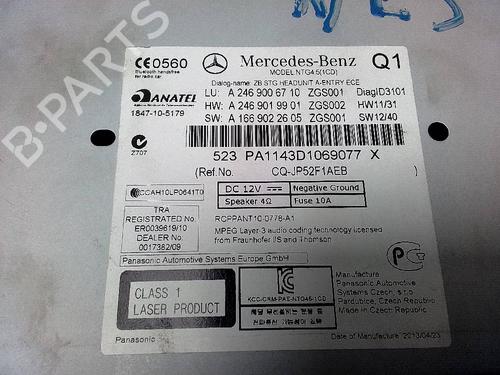 B-PARTS
CE0560
Bluetooth handsfree
for radio car
Mercedes-Benz
MODEL NTG4.5(1CD)
Q1
Dialog-name: ZB STG HEADUNIT A-ENTRY ECE
LU: A 246 900 67 10 ZGS001 DiagID3101
HW: A 246 901 99 01 ZGS002 HW11/31
SW: A 166 902 26 05 ZGS001 SW12/40
ANATEL
1847-10-5179
Z707
523 PA1143D1069077 X
(Ref.No. CQ-JP52F1AEB )
CCAH10LP0641T0
DC 12V Negative Ground
Speaker 4Ω Fuse 10A
TRA
REGISTRATED No.
ER0039619/10
DEALER No.
0017382/09
RCPPANT10-0778-A1
MPEG Layer-3 audio coding technology licensed
from Fraunhofer IIS and Thomson
Panasonic Automotive Systems Europe GmbH
CLASS 1
LASER PRODUCT
KCC-CRM-PAE-NTG45-1CD
Manufacture
Panasonic Automotive
Systems Czech, s.r.o
Pardubice, Czech Republic
Made in Czech Republic
Panasonic
Date of Manufacture 2013/04/23